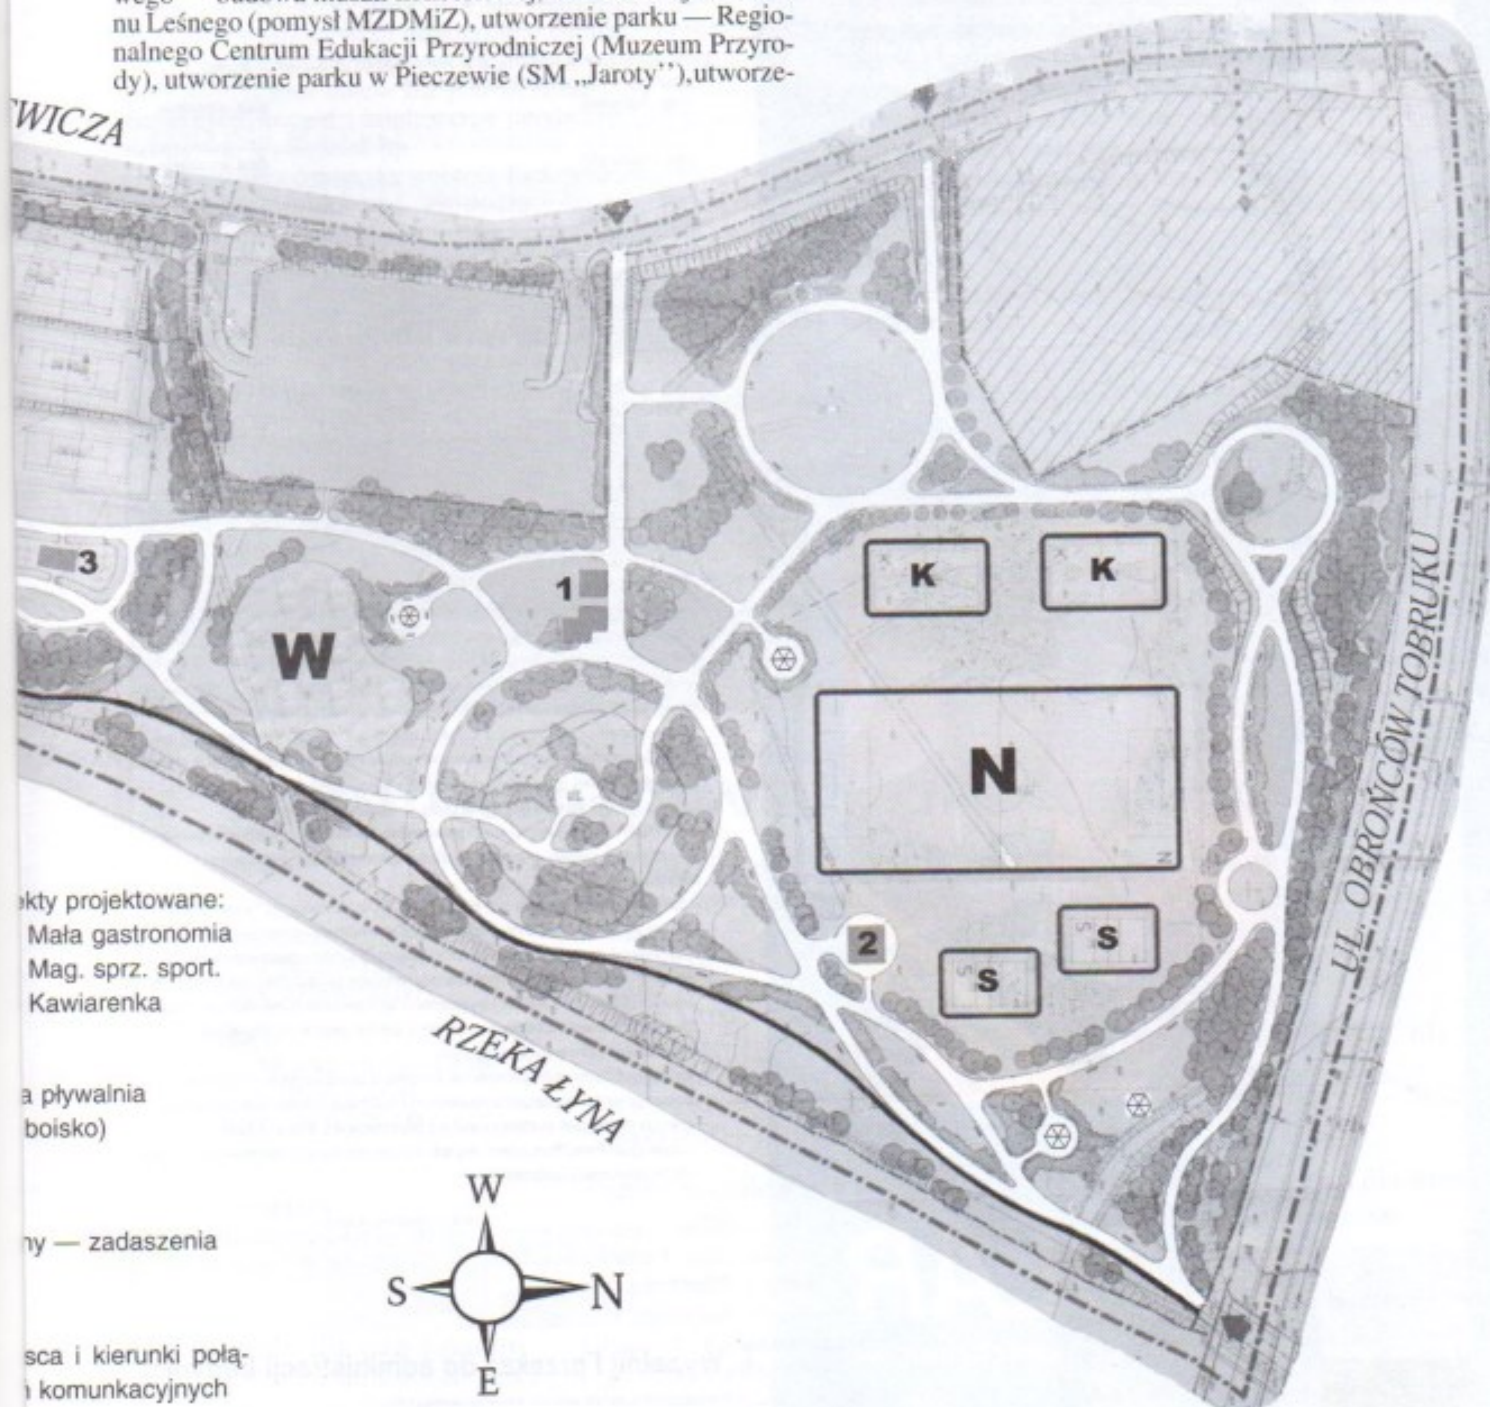 nu Leśnego (pomysł MZDMiZ), utworzenie parku — Regio-
nalnego Centrum Edukacji Przyrodniczej (Muzeum Przyro-
dy), utworzenie parku w Pieczewie (SM „Jaroty”), utworze-
WICZA
K
K
3
1
W
N
2
S
S
UL. OBROŃCÓW TOBRUKU
RZEKA ŁYNA
ekty projektowane:
Mała gastronomia
Mag. sprz. sport.
Kawiarenka
a pływalnia
boisko)
ny — zadaszenia
sca i kierunki połą-
komunkacyjnych
W
S
N
E